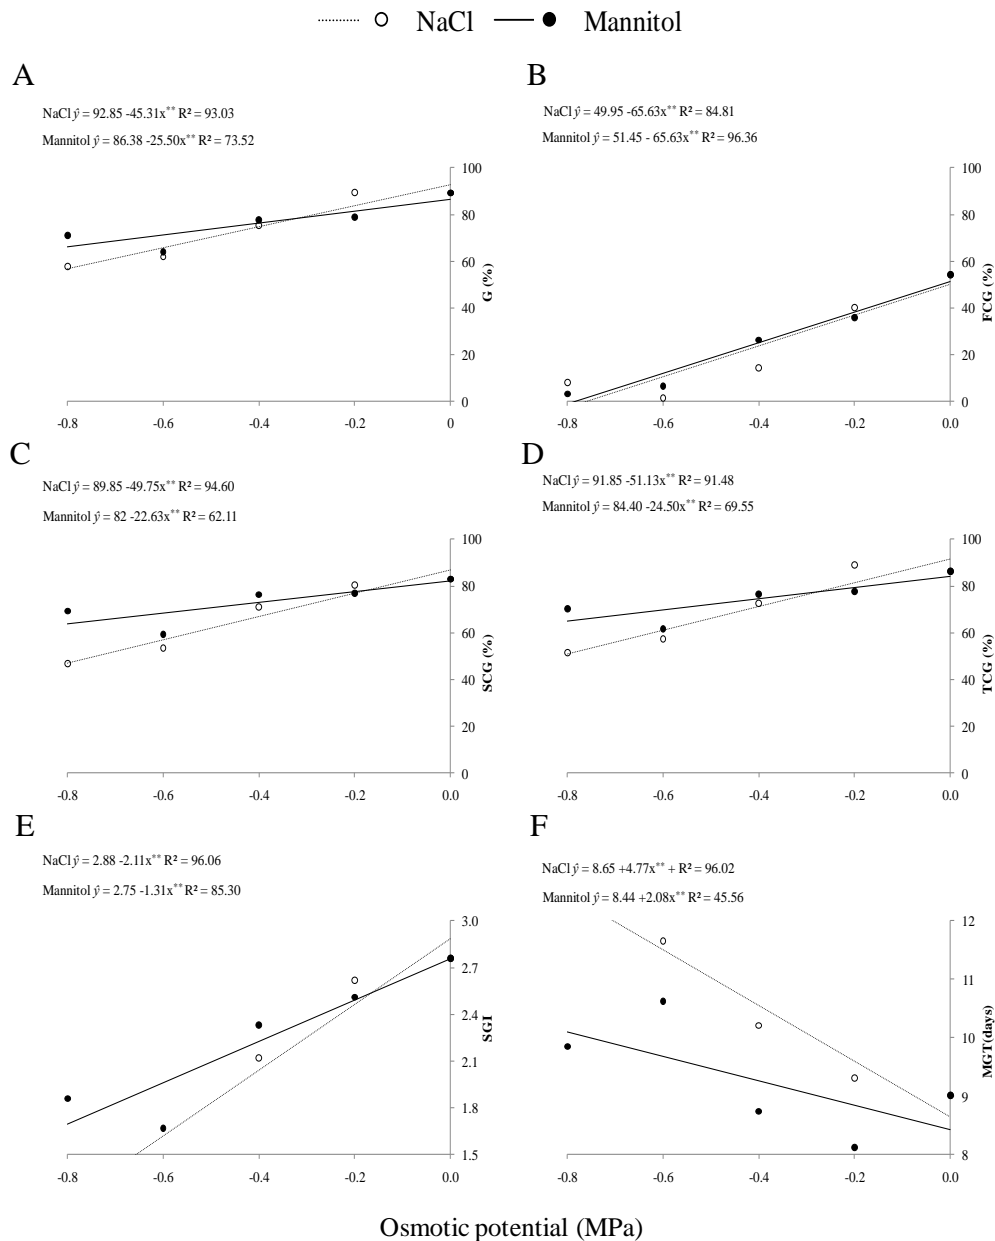 NaCl Mannitol
A
NaCl ŷ = 92.85 -45.31x** R² = 93.03
Mannitol ŷ = 86.38 -25.50x** R² = 73.52
100
80
60
40
20
0
G (%)
-0.8 -0.6 -0.4 -0.2 0
B
NaCl ŷ = 49.95 -65.63x** R² = 84.81
Mannitol ŷ = 51.45 - 65.63x** R² = 96.36
100
80
60
40
20
0
FCG (%)
-0.8 -0.6 -0.4 -0.2 0.0
C
NaCl ŷ = 89.85 -49.75x** R² = 94.60
Mannitol ŷ = 82 -22.63x** R² = 62.11
100
80
60
40
20
0
SCG (%)
-0.8 -0.6 -0.4 -0.2 0.0
D
NaCl ŷ = 91.85 -51.13x** R² = 91.48
Mannitol ŷ = 84.40 -24.50x** R² = 69.55
100
80
60
40
20
0
TCG (%)
-0.8 -0.6 -0.4 -0.2 0.0
E
NaCl ŷ = 2.88 -2.11x** R² = 96.06
Mannitol ŷ = 2.75 -1.31x** R² = 85.30
3.0
2.7
2.4
2.1
1.8
1.5
SGI
-0.8 -0.6 -0.4 -0.2 0.0
F
NaCl ŷ = 8.65 +4.77x** + R² = 96.02
Mannitol ŷ = 8.44 +2.08x** R² = 45.56
12
11
10
9
8
MGT(days)
-0.8 -0.6 -0.4 -0.2 0.0
Osmotic potential (MPa)